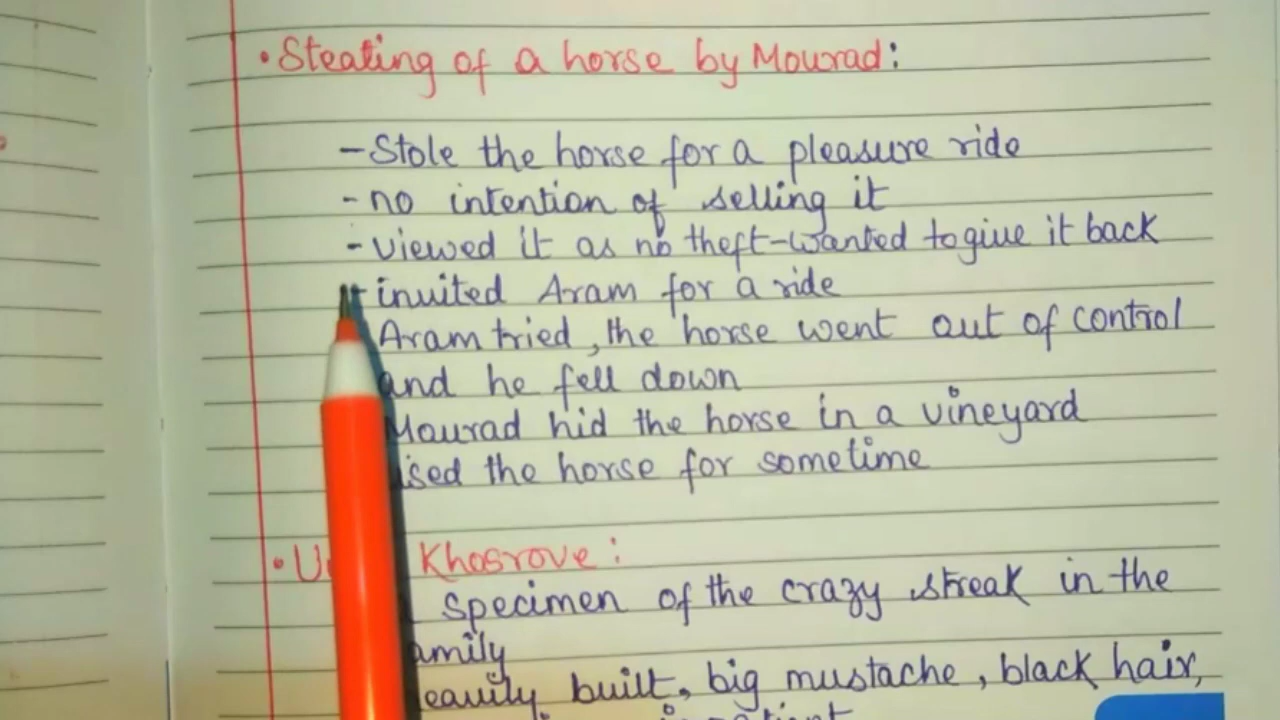 • Stealing of a horse by Mourad:
- Stole the horse for a pleasure ride
- no intention of selling it
- viewed it as no theft - wanted to give it back
- invited Aram for a ride
Aram tried, the horse went out of control
and he fell down
Mourad hid the horse in a vineyard
the horse for sometime
• Khosrove:
specimen of the crazy streak in the
built, big mustache, black hair,